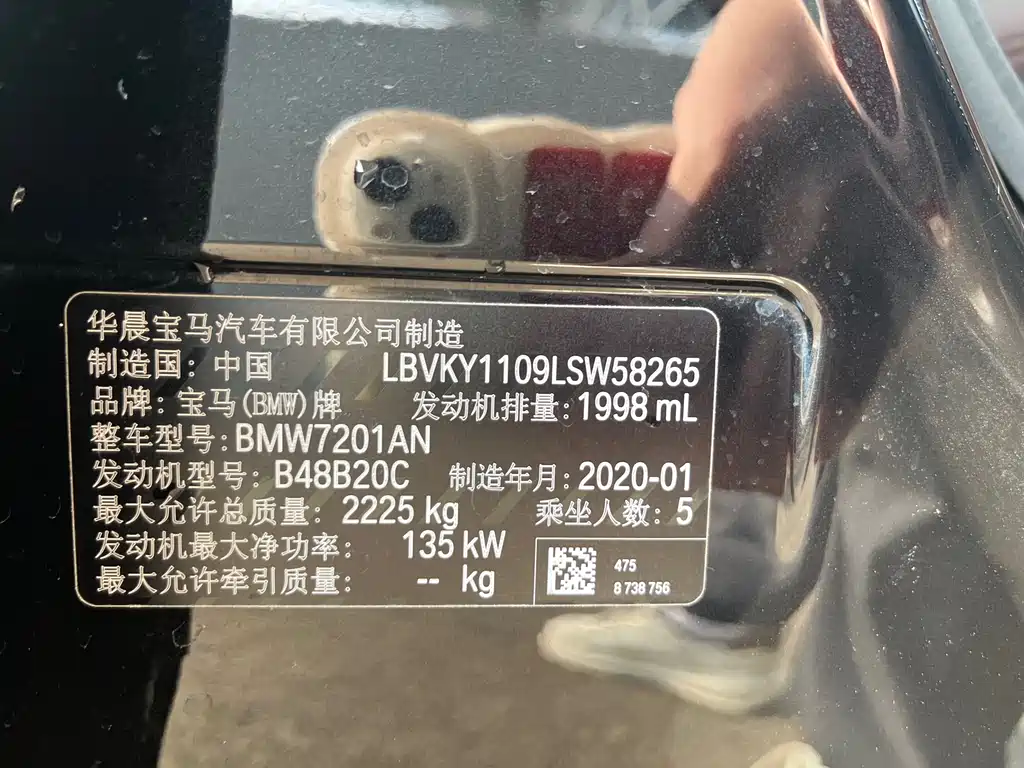 华晨宝马汽车有限公司制造
制造国：中国 LBVKY1109LSW58265
品牌：宝马(BMW)牌 发动机排量：1998 mL
整车型号：BMW7201AN
发动机型号：B48B20C 制造年月：2020-01
最大允许总质量：2225 kg 乘坐人数：5
发动机最大净功率：135 kW
最大允许牵引质量：-- kg
475
8 738 756